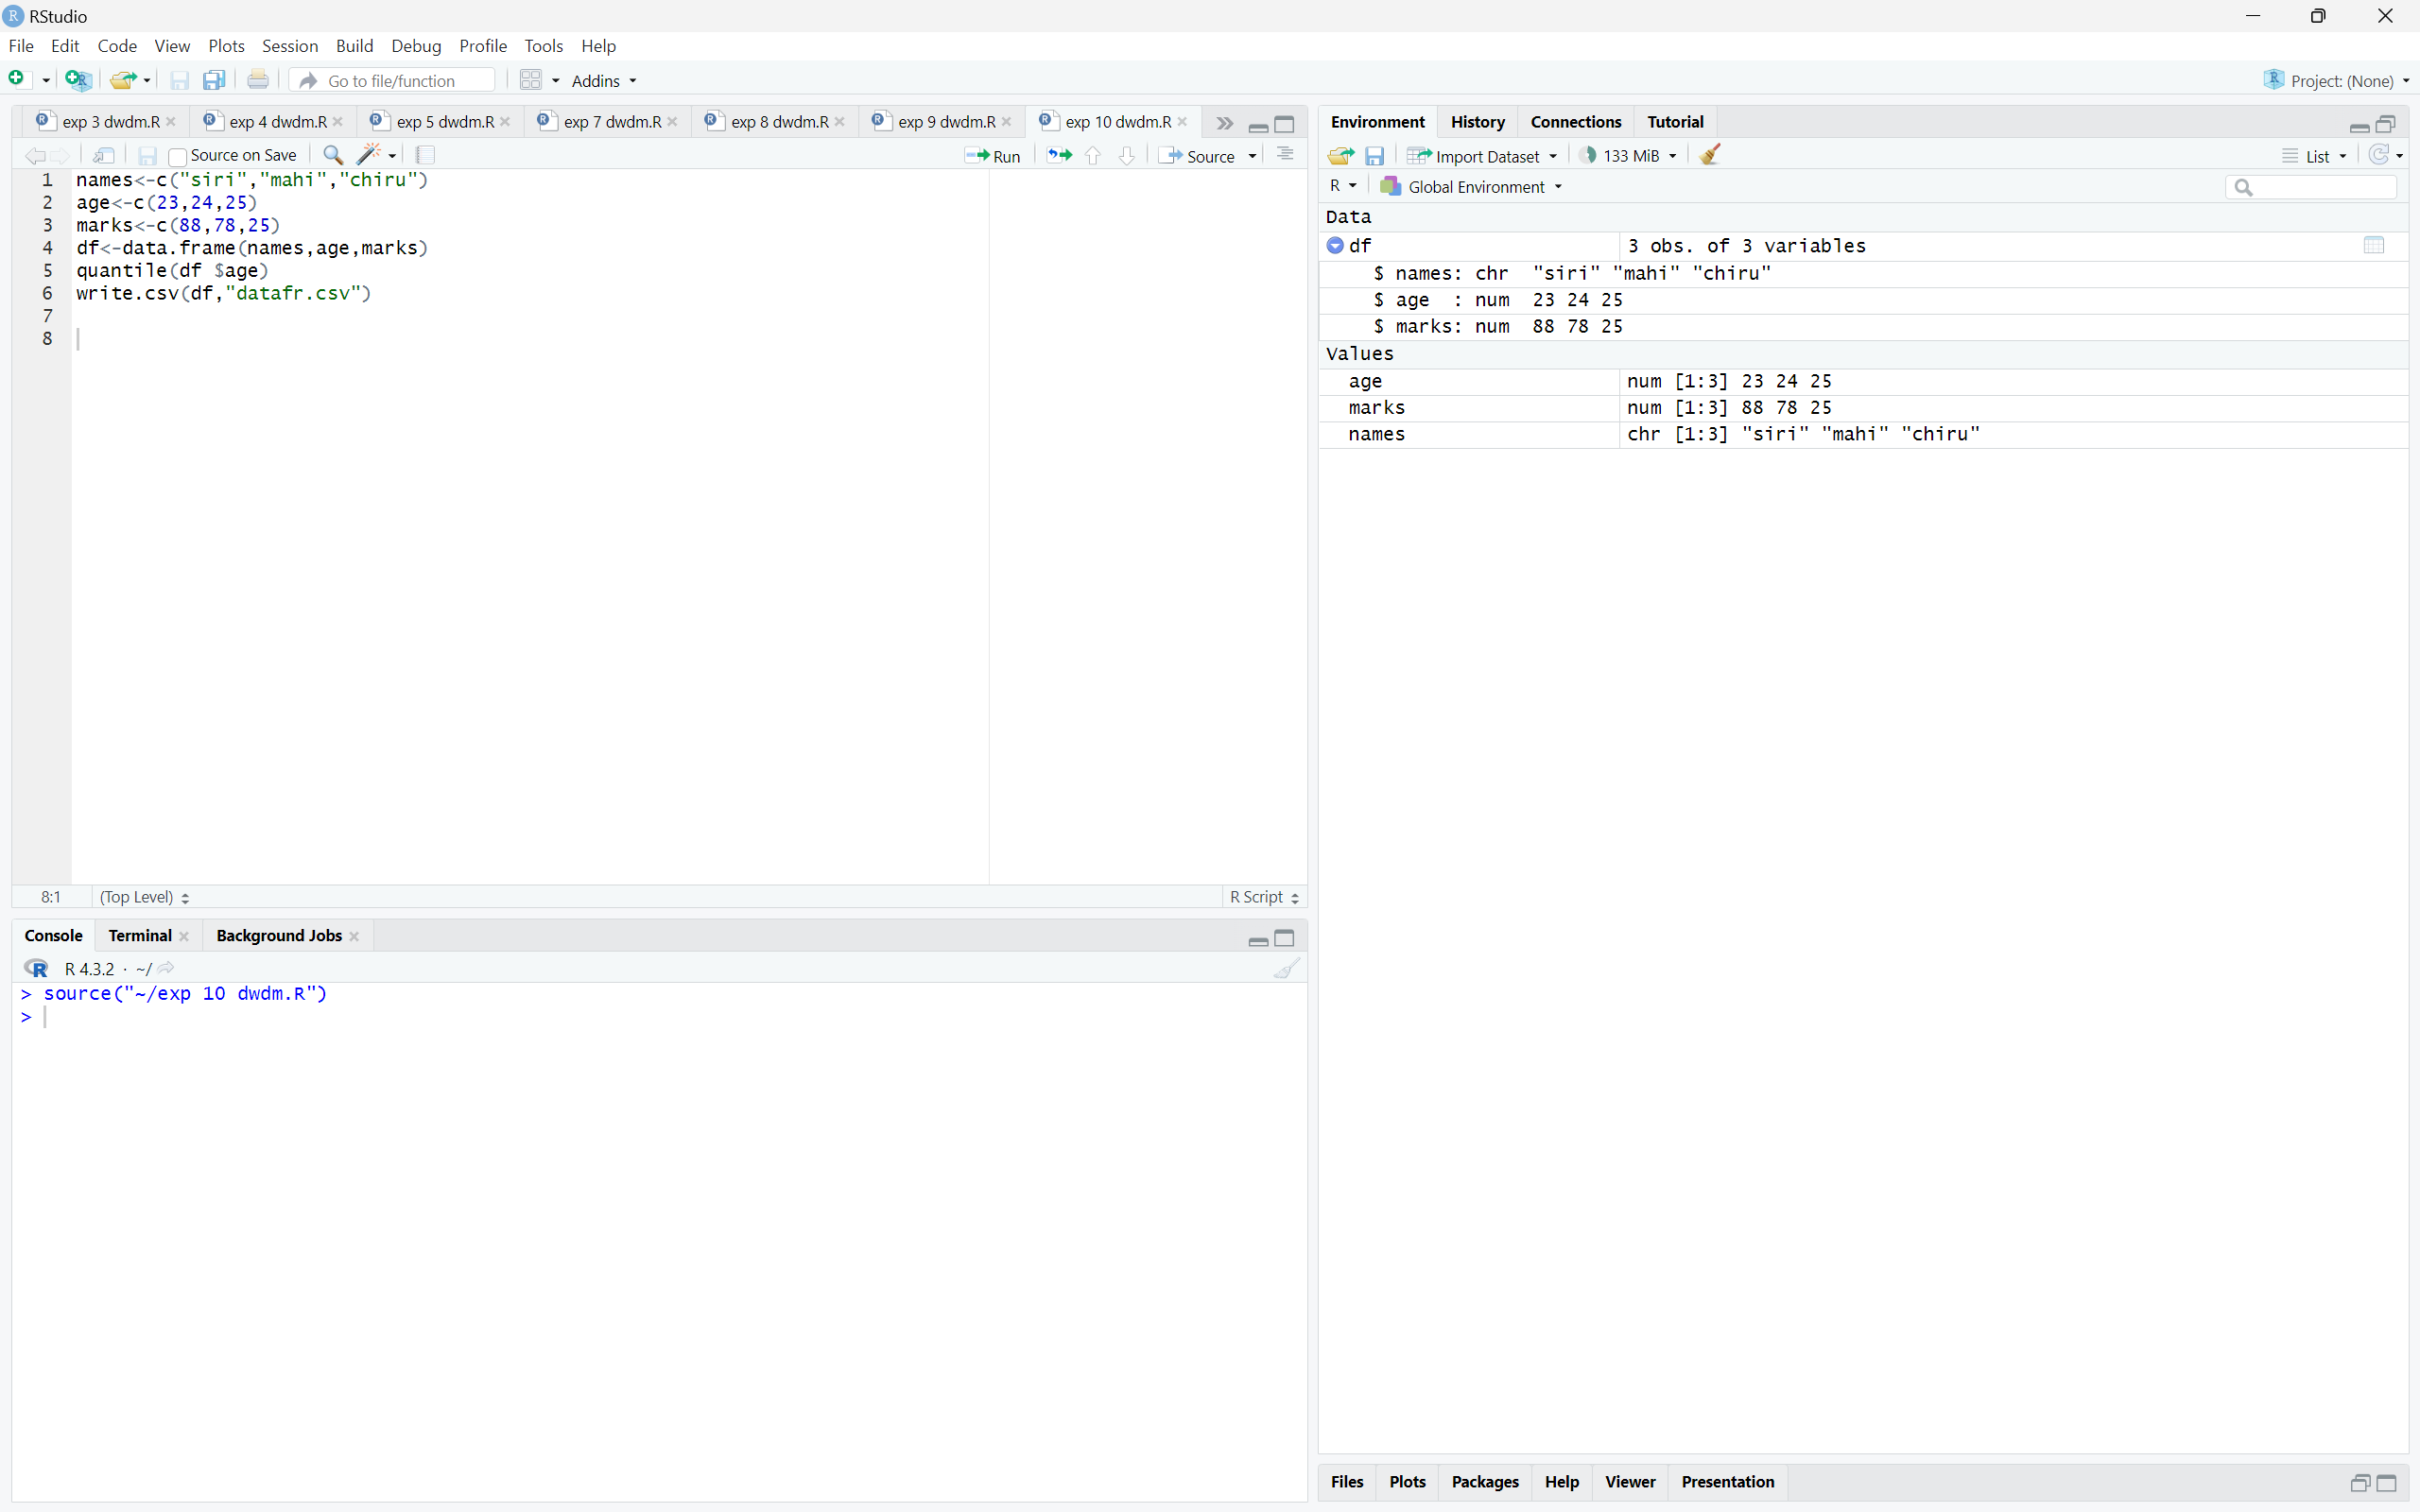 RStudio
File Edit Code View Plots Session Build Debug Profile Tools Help
Go to file/function Addins Project: (None)
exp 3 dwdm.R exp 4 dwdm.R exp 5 dwdm.R exp 7 dwdm.R exp 8 dwdm.R exp 9 dwdm.R exp 10 dwdm.R
Source on Save Run Source
1 names<-c("siri","mahi","chiru")
2 age<-c(23,24,25)
3 marks<-c(88,78,25)
4 df<-data.frame(names,age,marks)
5 quantile(df $age)
6 write.csv(df,"datafr.csv")
7
8
8:1 (Top Level) R Script
Console Terminal Background Jobs
R 4.3.2 · ~/
> source("~/exp 10 dwdm.R")
>
Environment History Connections Tutorial
Import Dataset 133 MiB List
R Global Environment
Data
df 3 obs. of 3 variables
$ names: chr "siri" "mahi" "chiru"
$ age : num 23 24 25
$ marks: num 88 78 25
Values
age num [1:3] 23 24 25
marks num [1:3] 88 78 25
names chr [1:3] "siri" "mahi" "chiru"
Files Plots Packages Help Viewer Presentation